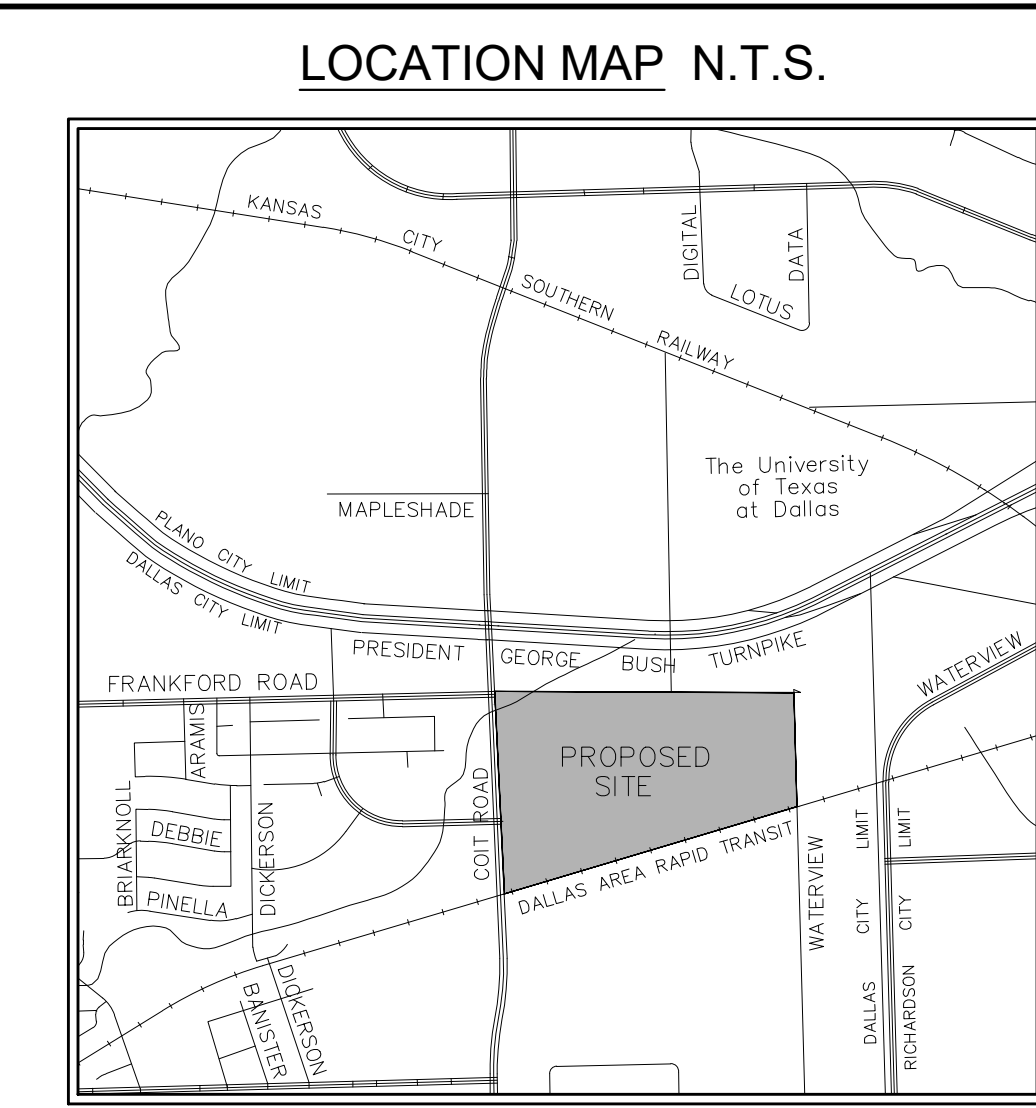 LOCATION MAP N.T.S.
KANSAS CITY SOUTHERN RAILWAY
DIGITAL
DATA
LOTUS
The University
of Texas
at Dallas
MAPLESHADE
PLANO CITY LIMIT
DALLAS CITY LIMIT
PRESIDENT GEORGE BUSH TURNPIKE
WATERVIEW
FRANKFORD ROAD
ARAMIS
PROPOSED
SITE
BRIARKNOLL
DEBBIE
DICKERSON
COIT ROAD
PINELLA
DALLAS AREA RAPID TRANSIT
WATERVIEW
DALLAS CITY LIMIT
RICHARDSON CITY LIMIT
BANISTER
DICKERSON